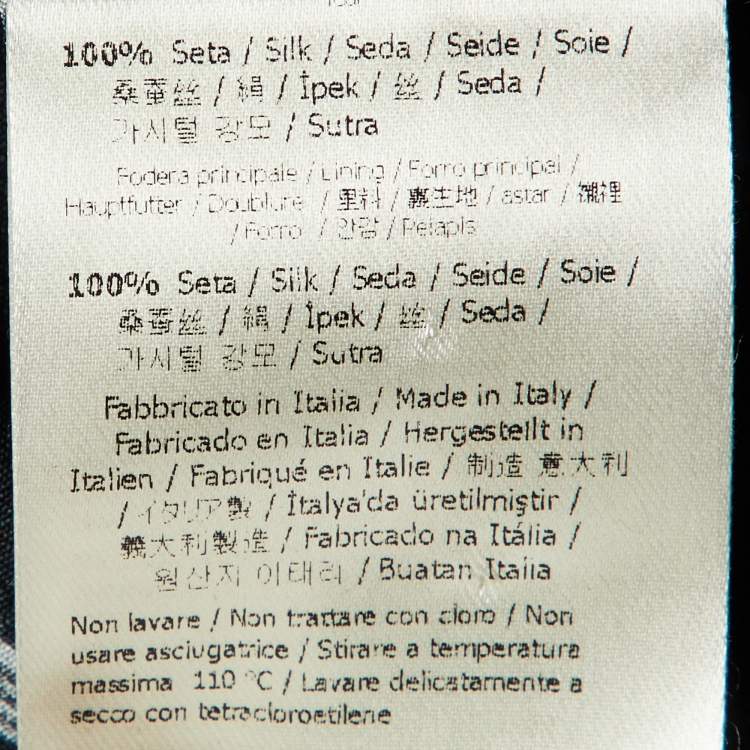 100% Seta / Silk / Seda / Seide / Soie /
桑蚕丝 / 絹 / İpek / 丝 / Seda /
가시털 강모 / Sutra
Fodera principale / Lining / Forro principal /
Hauptfutter / Doublure / 里料 / 裏生地 / astar / 襯裡
/ Forro / 안감 / Pelapis
100% Seta / Silk / Seda / Seide / Soie /
桑蚕丝 / 絹 / İpek / 丝 / Seda /
가시털 강모 / Sutra
Fabbricato in Italia / Made in Italy /
Fabricado en Italia / Hergestellt in
Italien / Fabriqué en Italie / 制造 意大利
/ イタリア製 / İtalya'da üretilmiştir /
義大利製造 / Fabricado na Itália /
원산지 이태리 / Buatan Italia
Non lavare / Non trattare con cloro / Non
usare asciugatrice / Stirare a temperatura
massima 110 °C / Lavare delicatamente a
secco con tetracloroetilene